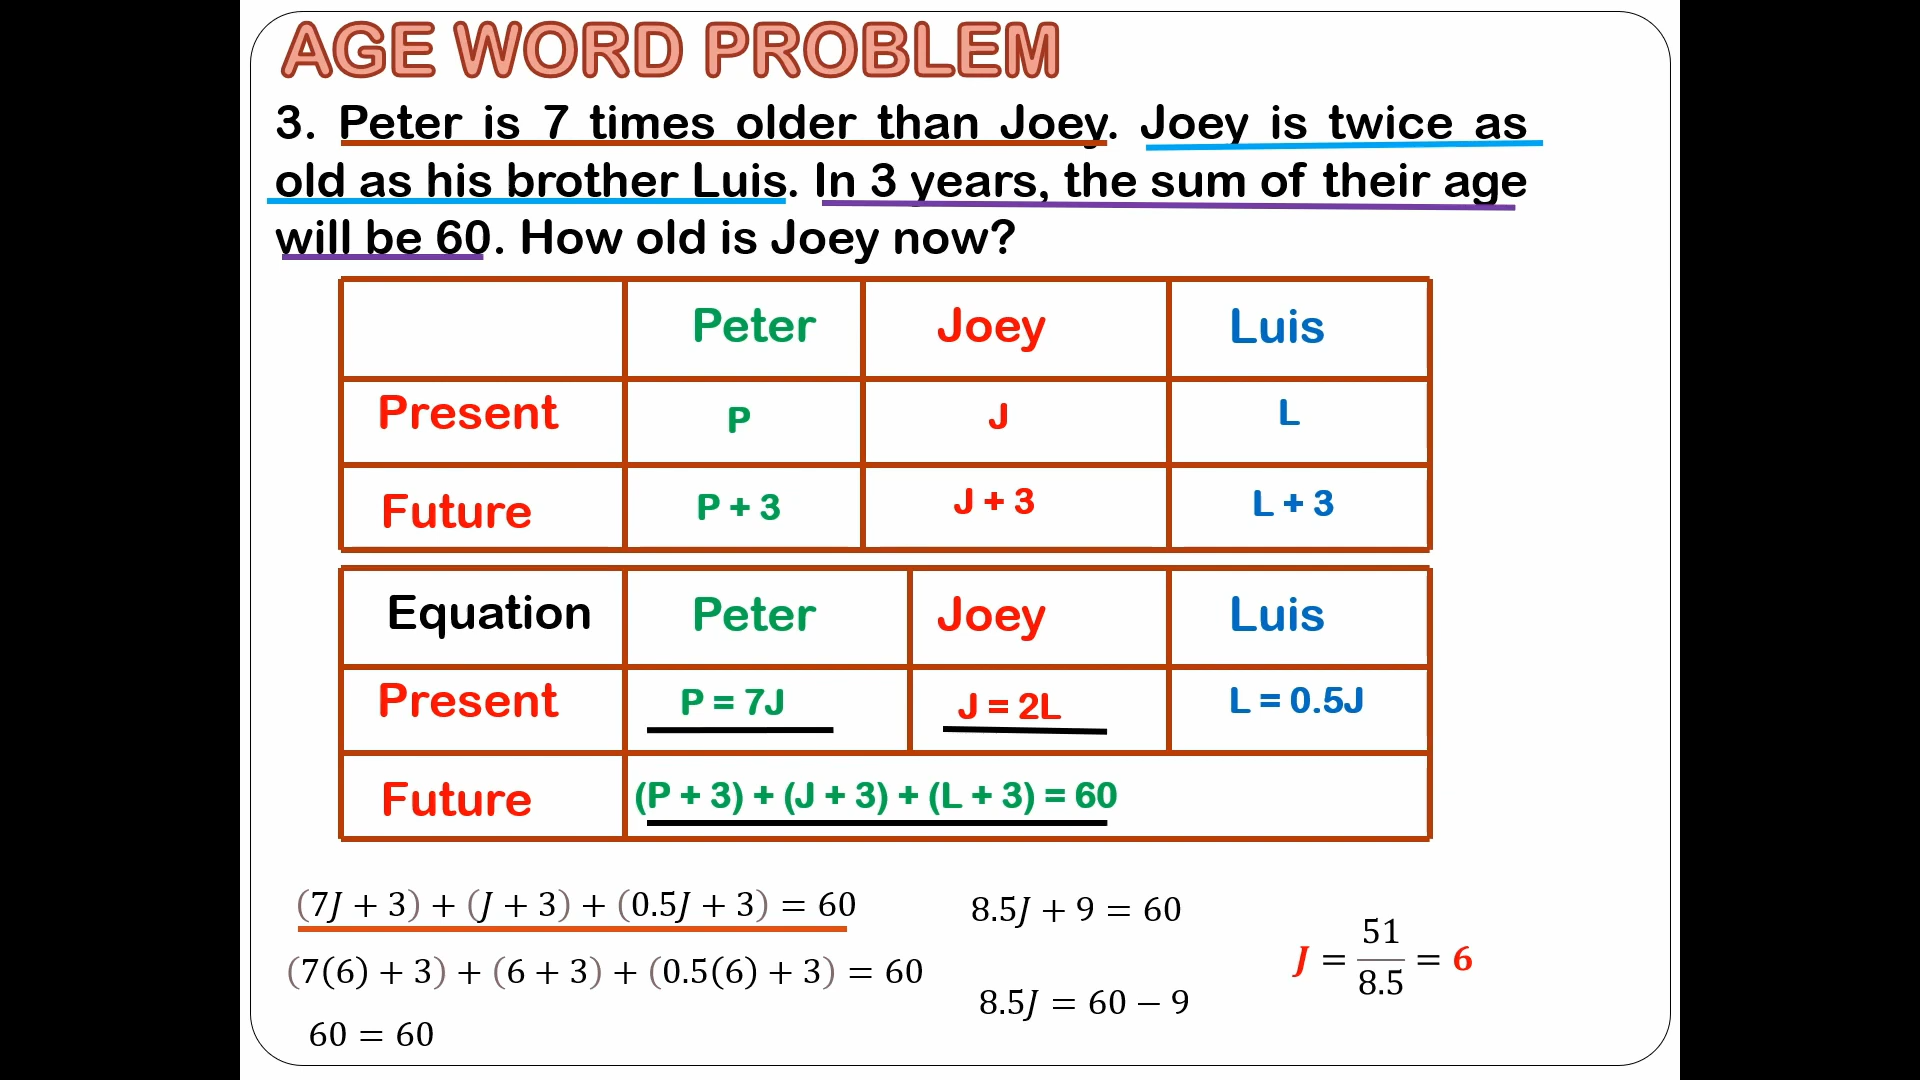 AGE WORD PROBLEM
3. Peter is 7 times older than Joey. Joey is twice as
old as his brother Luis. In 3 years, the sum of their age
will be 60. How old is Joey now?
Peter Joey Luis
Present P J L
Future P + 3 J + 3 L + 3
Equation Peter Joey Luis
Present P = 7J J = 2L L = 0.5J
Future (P + 3) + (J + 3) + (L + 3) = 60
(7J + 3) + (J + 3) + (0.5J + 3) = 60
(7(6) + 3) + (6 + 3) + (0.5(6) + 3) = 60
60 = 60
8.5J + 9 = 60
8.5J = 60 − 9
J = 51/8.5 = 6